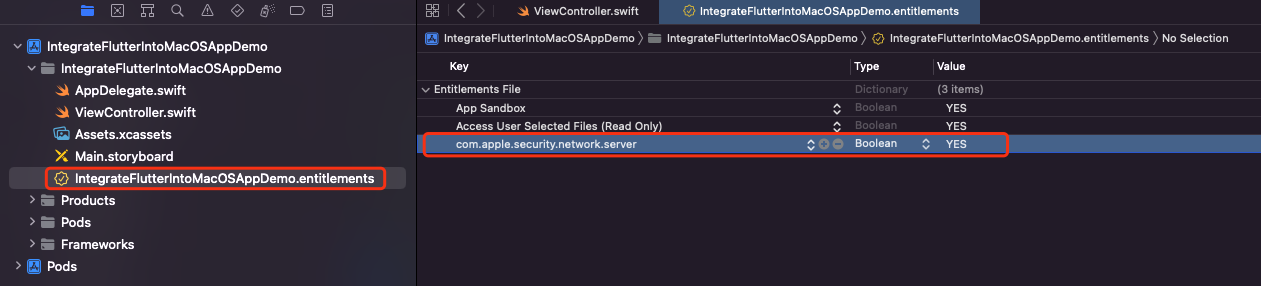 ViewController.swift
IntegrateFlutterIntoMacOSAppDemo.entitlements
IntegrateFlutterIntoMacOSAppDemo
IntegrateFlutterIntoMacOSAppDemo
AppDelegate.swift
ViewController.swift
Assets.xcassets
Main.storyboard
IntegrateFlutterIntoMacOSAppDemo.entitlements
Products
Pods
Frameworks
Pods
IntegrateFlutterIntoMacOSAppDemo IntegrateFlutterIntoMacOSAppDemo IntegrateFlutterIntoMacOSAppDemo.entitlements No Selection
Key Type Value
Entitlements File Dictionary (3 items)
App Sandbox Boolean YES
Access User Selected Files (Read Only) Boolean YES
com.apple.security.network.server Boolean YES